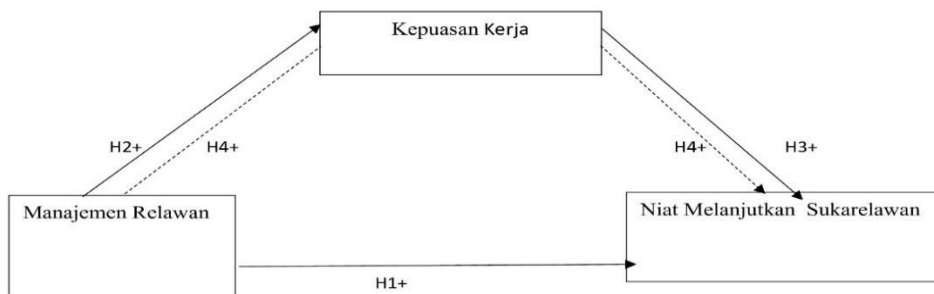 Kepuasan Kerja
H2+
H4+
H4+
H3+
Manajemen Relawan
Niat Melanjutkan Sukarelawan
H1+